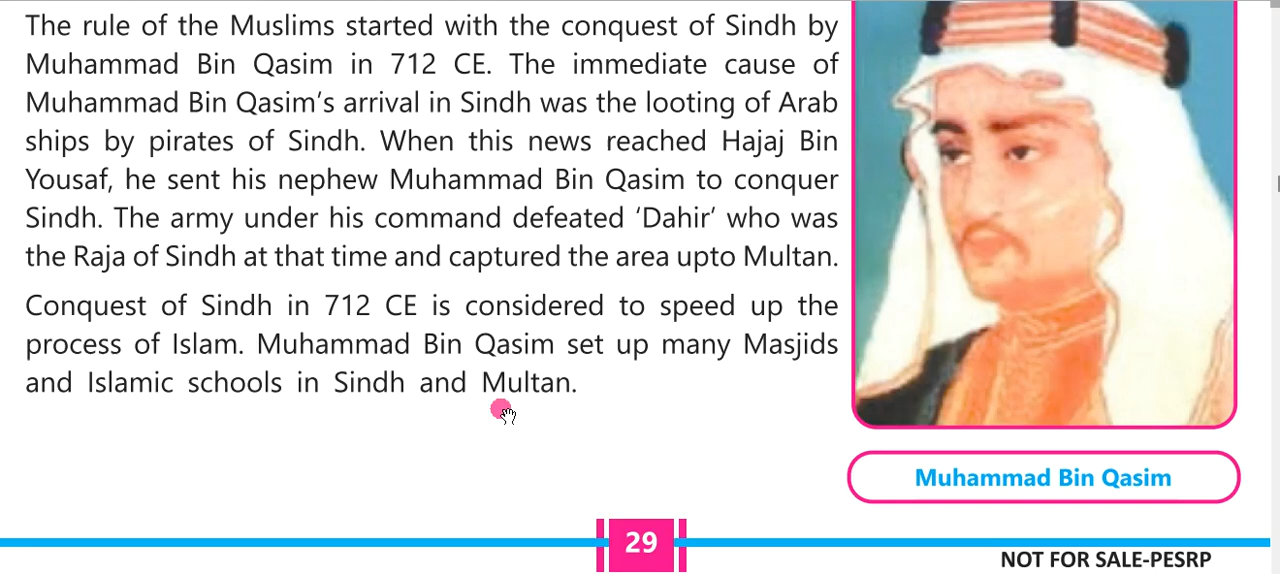 The rule of the Muslims started with the conquest of Sindh by
Muhammad Bin Qasim in 712 CE. The immediate cause of
Muhammad Bin Qasim's arrival in Sindh was the looting of Arab
ships by pirates of Sindh. When this news reached Hajaj Bin
Yousaf, he sent his nephew Muhammad Bin Qasim to conquer
Sindh. The army under his command defeated ‘Dahir’ who was
the Raja of Sindh at that time and captured the area upto Multan.
Conquest of Sindh in 712 CE is considered to speed up the
process of Islam. Muhammad Bin Qasim set up many Masjids
and Islamic schools in Sindh and Multan.
Muhammad Bin Qasim
29
NOT FOR SALE-PESRP